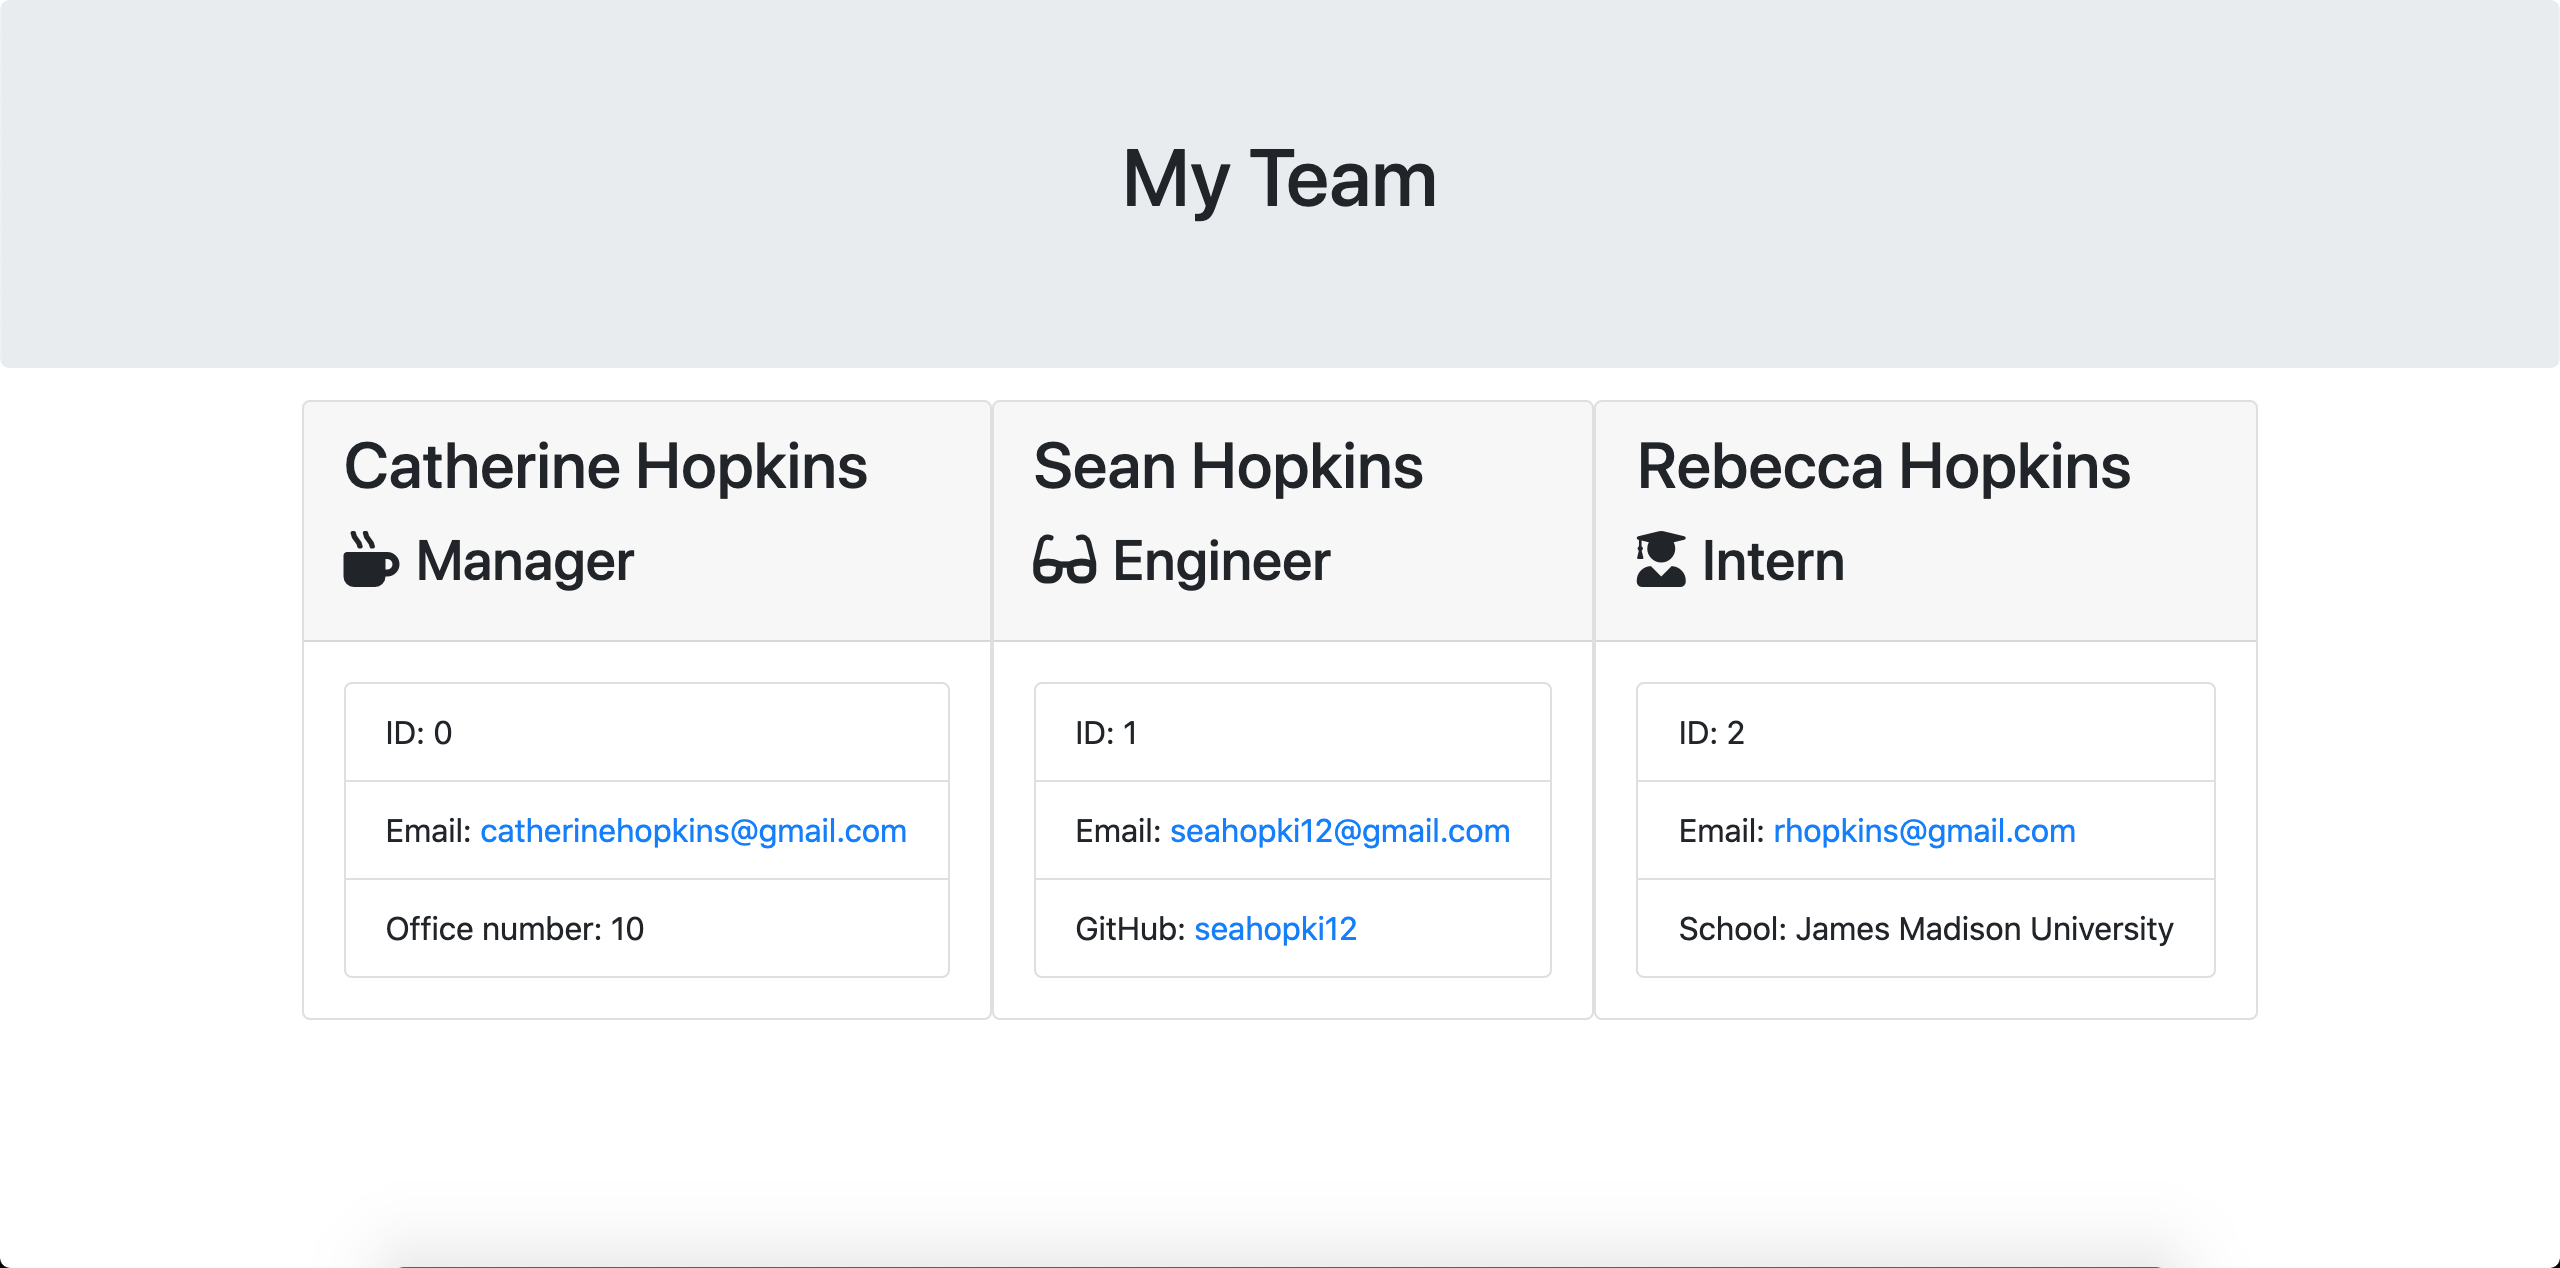 My Team
Catherine Hopkins
Manager
ID: 0
Email: catherinehopkins@gmail.com
Office number: 10
Sean Hopkins
Engineer
ID: 1
Email: seahopki12@gmail.com
GitHub: seahopki12
Rebecca Hopkins
Intern
ID: 2
Email: rhopkins@gmail.com
School: James Madison University